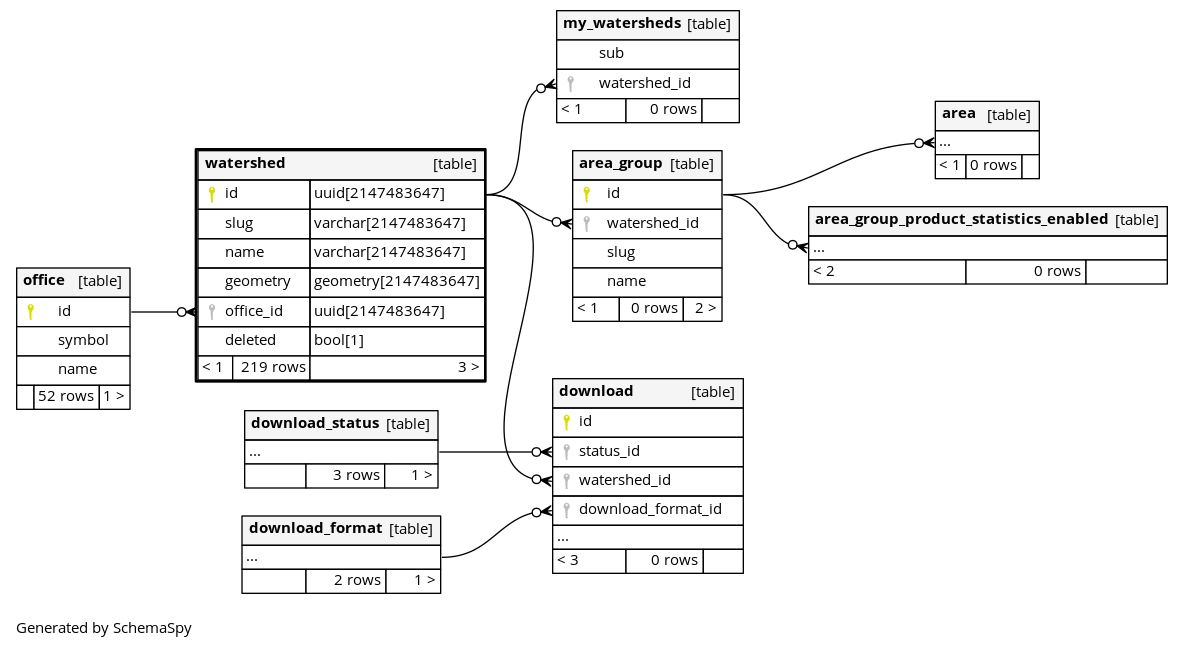 my_watersheds [table]
sub
watershed_id
< 1 0 rows
area [table]
...
< 1 0 rows
watershed [table]
id uuid[2147483647]
slug varchar[2147483647]
name varchar[2147483647]
geometry geometry[2147483647]
office_id uuid[2147483647]
deleted bool[1]
< 1 219 rows 3 >
area_group [table]
id
watershed_id
slug
name
< 1 0 rows 2 >
area_group_product_statistics_enabled [table]
...
< 2 0 rows
office [table]
id
symbol
name
52 rows 1 >
download_status [table]
...
3 rows 1 >
download [table]
id
status_id
watershed_id
download_format_id
...
< 3 0 rows
download_format [table]
...
2 rows 1 >
Generated by SchemaSpy